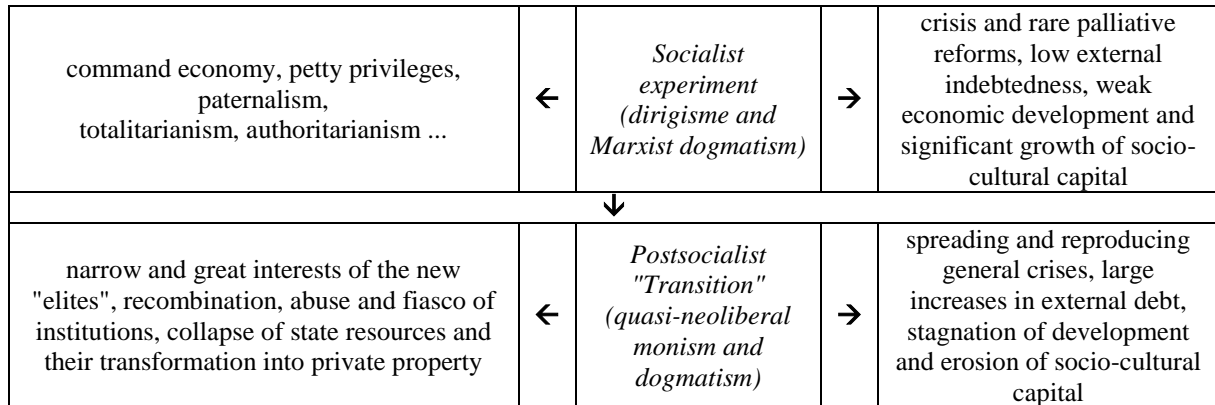 command economy, petty privileges,
paternalism,
totalitarianism, authoritarianism ...
←
Socialist
experiment
(dirigisme and
Marxist dogmatism)
→
crisis and rare palliative
reforms, low external
indebtedness, weak
economic development and
significant growth of socio-
cultural capital
↓
narrow and great interests of the new
"elites", recombination, abuse and fiasco of
institutions, collapse of state resources and
their transformation into private property
←
Postsocialist
"Transition"
(quasi-neoliberal
monism and
dogmatism)
→
spreading and reproducing
general crises, large
increases in external debt,
stagnation of development
and erosion of socio-cultural
capital